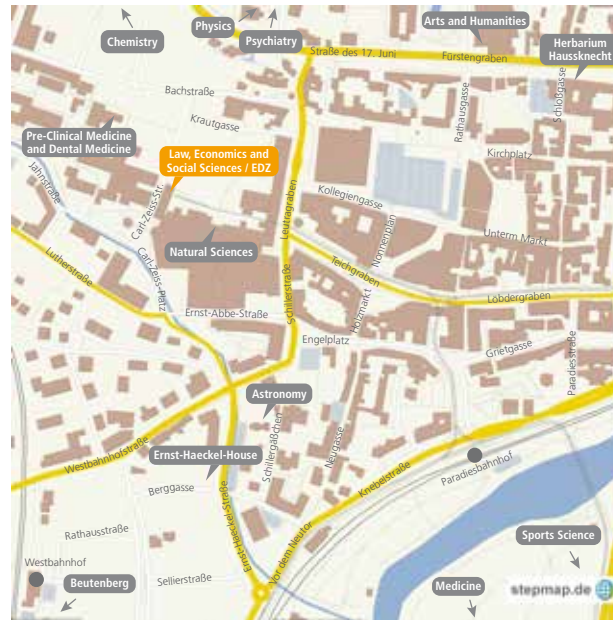 Physics
Arts and Humanities
Chemistry
Psychiatry
Straße des 17. Juni
Fürstengraben
Herbarium
Haussknecht
Bachstraße
Krautgasse
Rathausgasse
Schloßgasse
Pre-Clinical Medicine
and Dental Medicine
Law, Economics and
Social Sciences / EDZ
Kirchplatz
Jahnstraße
Carl-Zeiss-Str.
Kollegiengasse
Leutragraben
Nonnenplan
Unterm Markt
Natural Sciences
Lutherstraße
Carl-Zeiss-Platz
Teichgraben
Schillerstraße
Holzmarkt
Löbdergraben
Ernst-Abbe-Straße
Engelplatz
Grietgasse
Paradiesstraße
Astronomy
Westbahnhofstraße
Ernst-Haeckel-House
Schillergäßchen
Neugasse
Knebelstraße
Paradiesbahnhof
Berggasse
Ernst-Haeckel-Straße
Rathausstraße
Vor dem Neutor
Sports Science
Westbahnhof
Beutenberg
Sellierstraße
Medicine
stepmap.de